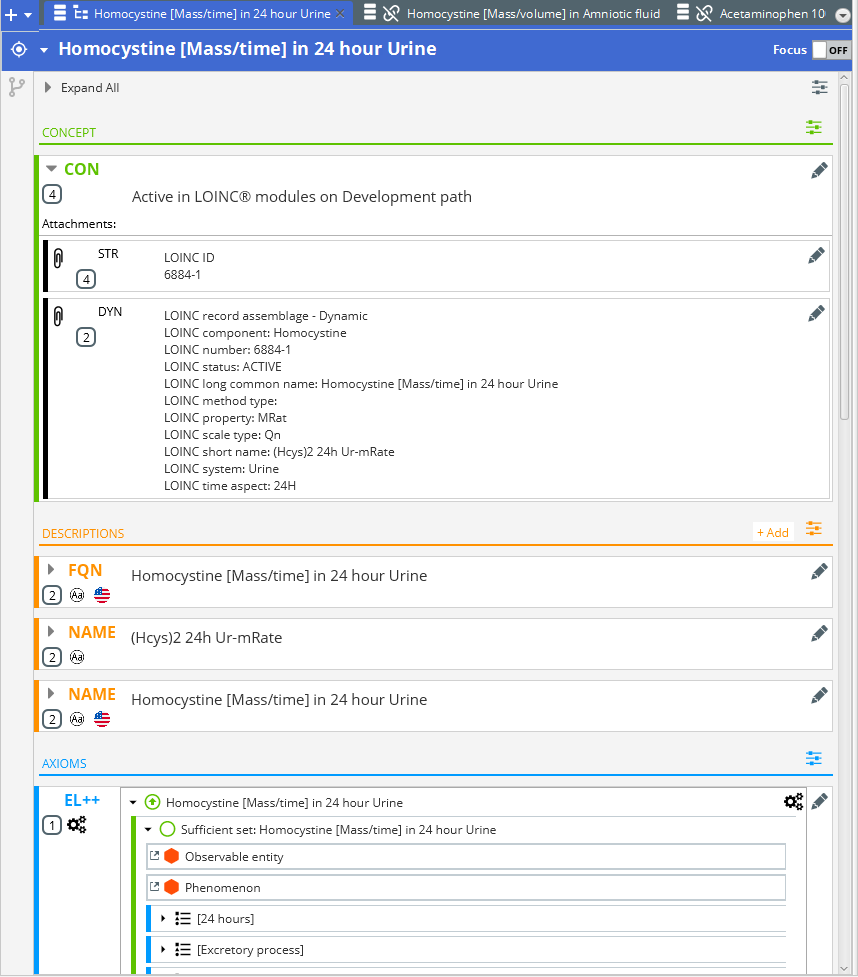 Homocystine [Mass/time] in 24 hour Urine
Homocystine [Mass/volume] in Amniotic fluid
Acetaminophen 10
Homocystine [Mass/time] in 24 hour Urine
Focus
OFF
Expand All
CONCEPT
CON
4
Active in LOINC® modules on Development path
Attachments:
STR
4
LOINC ID
6884-1
DYN
2
LOINC record assemblage - Dynamic
LOINC component: Homocystine
LOINC number: 6884-1
LOINC status: ACTIVE
LOINC long common name: Homocystine [Mass/time] in 24 hour Urine
LOINC method type:
LOINC property: MRat
LOINC scale type: Qn
LOINC short name: (Hcys)2 24h Ur-mRate
LOINC system: Urine
LOINC time aspect: 24H
DESCRIPTIONS
+ Add
FQN
Homocystine [Mass/time] in 24 hour Urine
2 Aa
NAME
(Hcys)2 24h Ur-mRate
2 Aa
NAME
Homocystine [Mass/time] in 24 hour Urine
2 Aa
AXIOMS
EL++
1
Homocystine [Mass/time] in 24 hour Urine
Sufficient set: Homocystine [Mass/time] in 24 hour Urine
Observable entity
Phenomenon
[24 hours]
[Excretory process]